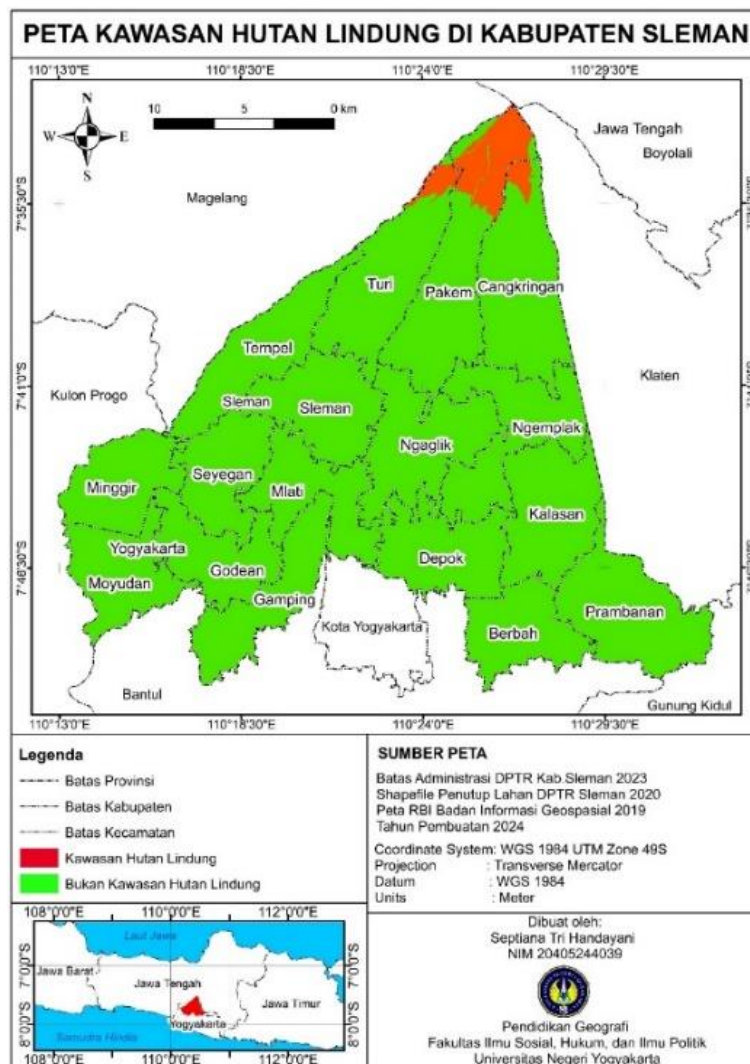 PETA KAWASAN HUTAN LINDUNG DI KABUPATEN SLEMAN
110°13'0"E 110°18'30"E 110°24'0"E 110°29'30"E
N
W E
S
10 5 0 km
Jawa Tengah
Boyolali
Magelang
7°35'30"S
Turi
Pakem
Cangkringan
Tempel
Klaten
Kulon Progo
7°41'0"S
Sleman
Sleman
Ngaglik
Ngemplak
Minggir
Seyegan
Mlati
Kalasan
Yogyakarta
Godean
Depok
7°46'30"S
Moyudan
Gamping
Kota Yogyakarta
Berbah
Prambanan
Bantul
Gunung Kidul
110°13'0"E 110°18'30"E 110°24'0"E 110°29'30"E
Legenda
Batas Provinsi
Batas Kabupaten
Batas Kecamatan
Kawasan Hutan Lindung
Bukan Kawasan Hutan Lindung
SUMBER PETA
Batas Administrasi DPTR Kab.Sleman 2023
Shapefile Penutup Lahan DPTR Sleman 2020
Peta RBI Badan Informasi Geospasial 2019
Tahun Pembuatan 2024
Coordinate System: WGS 1984 UTM Zone 49S
Projection : Transverse Mercator
Datum : WGS 1984
Units : Meter
108°0'0"E 110°0'0"E 112°0'0"E
Laut Jawa
7°0'0"S 7°0'0"S
Jawa Barat
Jawa Tengah
Jawa Timur
Yogyakarta
8°0'0"S 8°0'0"S
Samudra Hindia
108°0'0"E 110°0'0"E 112°0'0"E
Dibuat oleh:
Septiana Tri Handayani
NIM 20405244039
Pendidikan Geografi
Fakultas Ilmu Sosial, Hukum, dan Ilmu Politik
Universitas Negeri Yogyakarta